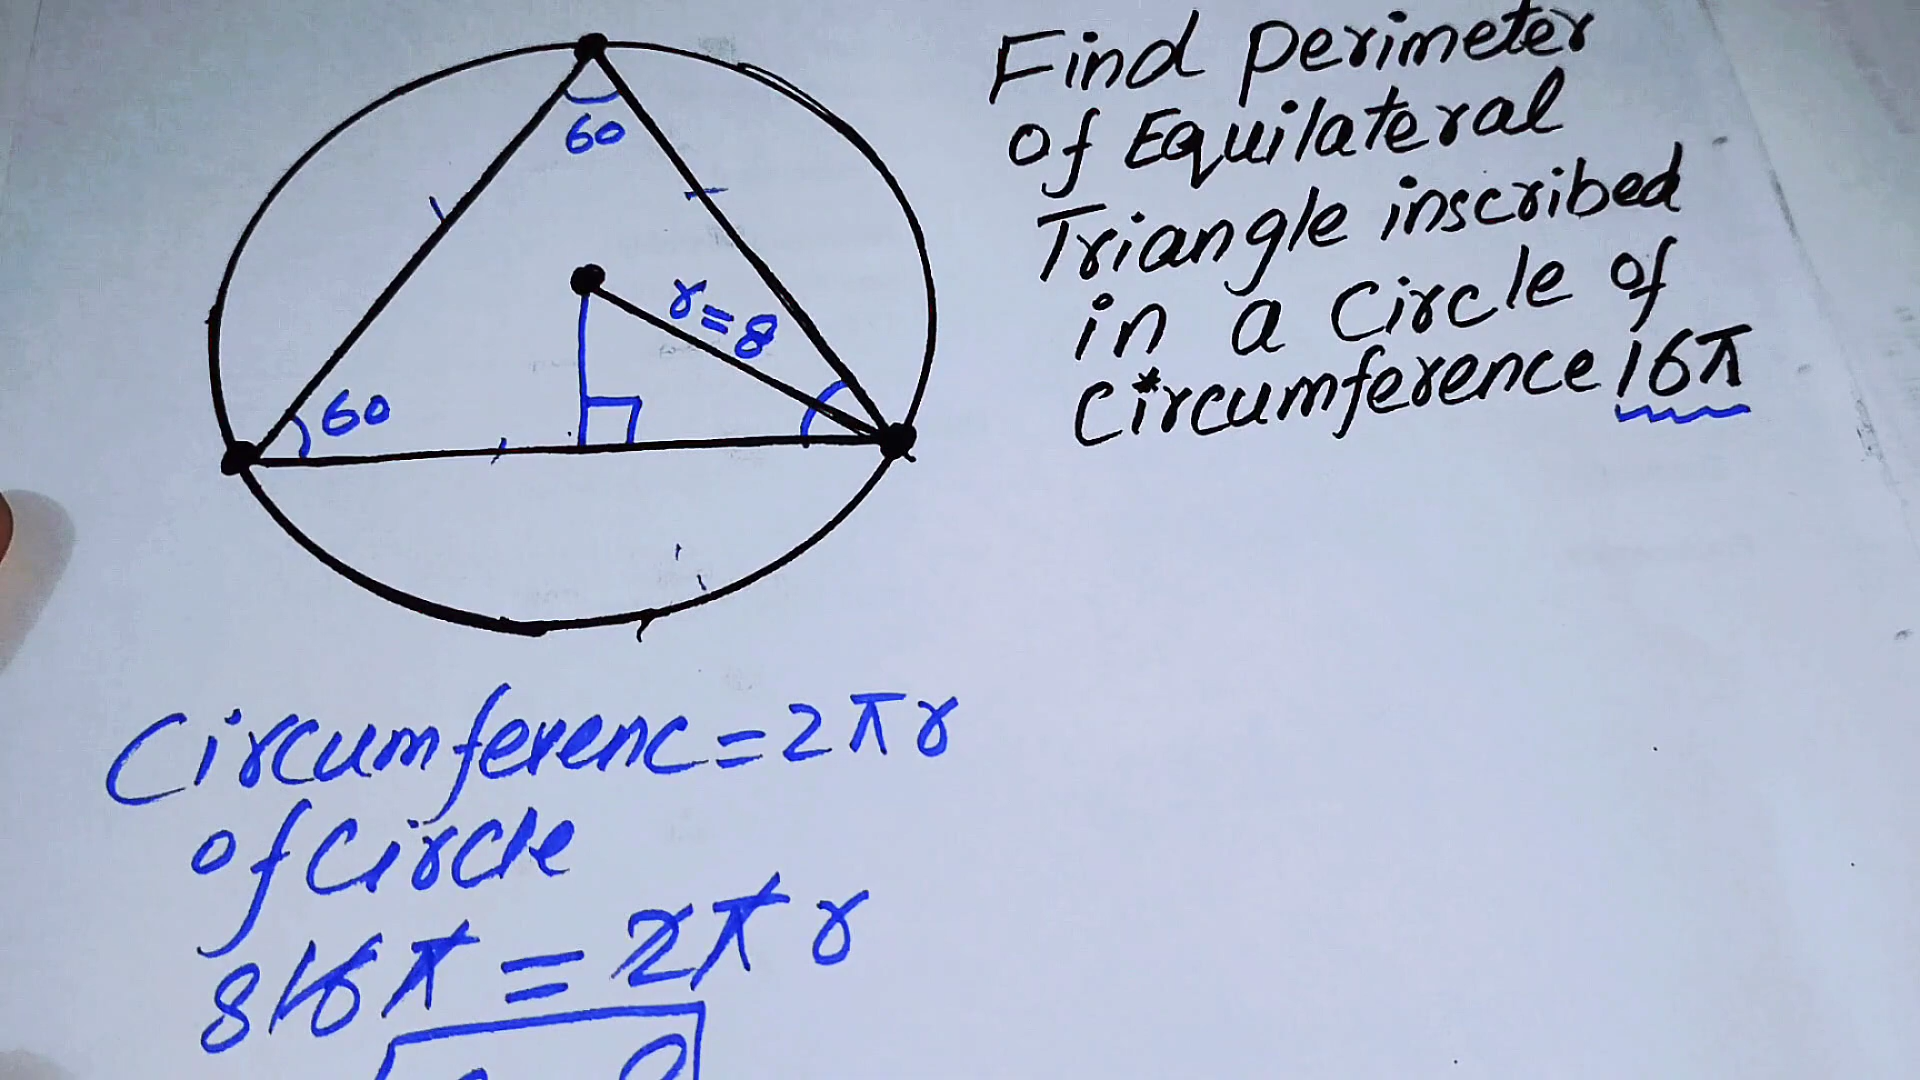 Find perimeter
of Equilateral
Triangle inscribed
in a Circle of
Circumference 16π
60
60
r=8
Circumferenc=2πr
of Circle
8 16π = 2πr